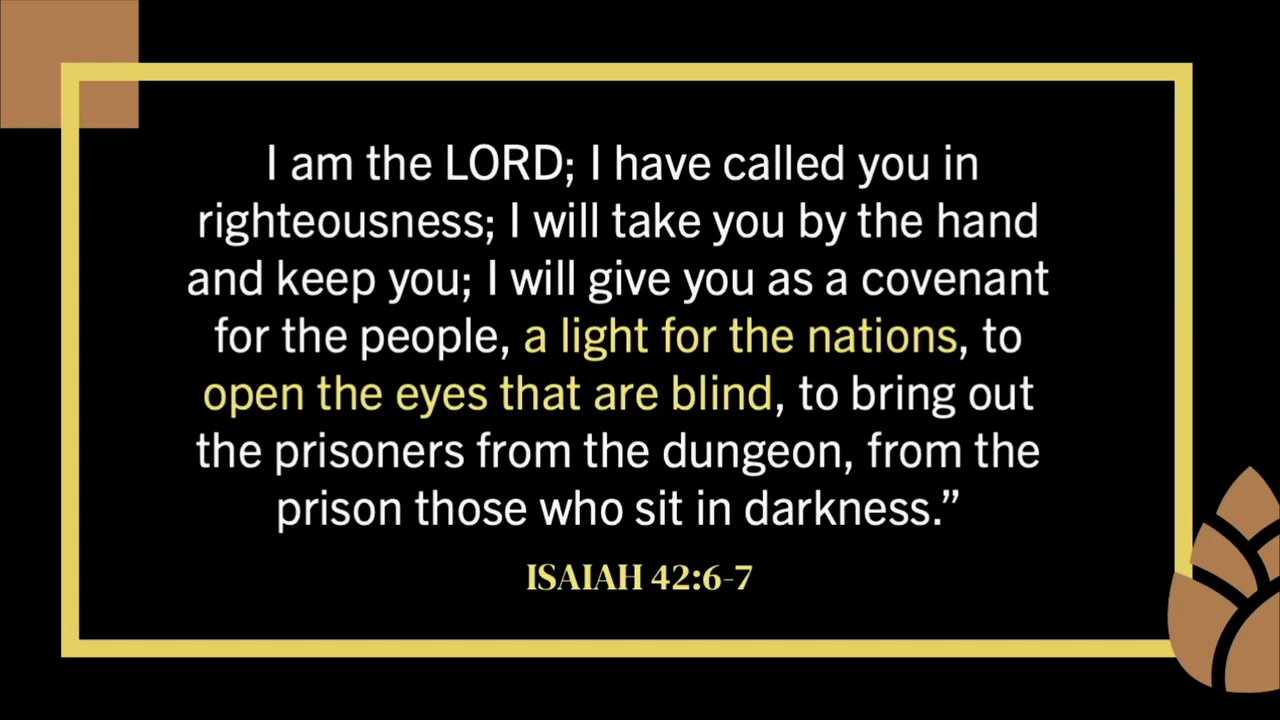 I am the LORD; I have called you in
righteousness; I will take you by the hand
and keep you; I will give you as a covenant
for the people, a light for the nations, to
open the eyes that are blind, to bring out
the prisoners from the dungeon, from the
prison those who sit in darkness.”
ISAIAH 42:6-7